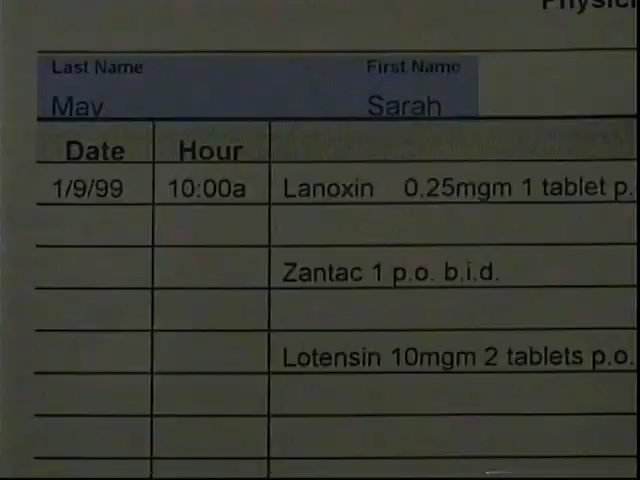 Last Name First Name
May Sarah
Date Hour
1/9/99 10:00a Lanoxin 0.25mgm 1 tablet p.
Zantac 1 p.o. b.i.d.
Lotensin 10mgm 2 tablets p.o.